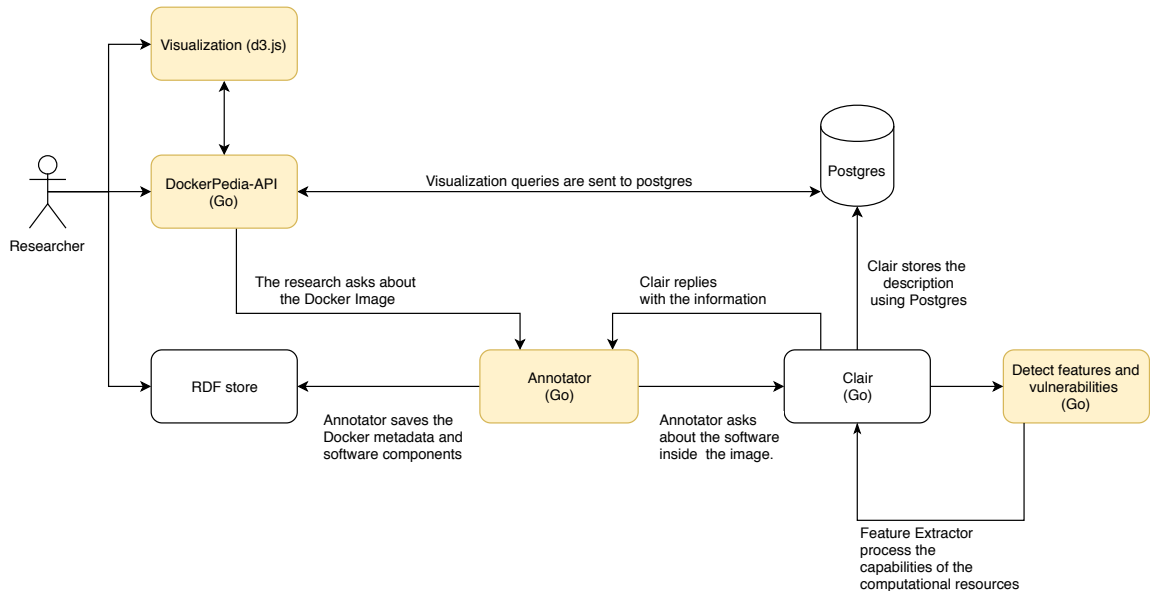 Visualization (d3.js)
DockerPedia-API
(Go)
Visualization queries are sent to postgres
Postgres
Researcher
The research asks about
the Docker Image
Clair replies
with the information
Clair stores the
description
using Postgres
RDF store
Annotator
(Go)
Clair
(Go)
Detect features and
vulnerabilities
(Go)
Annotator saves the
Docker metadata and
software components
Annotator asks
about the software
inside the image.
Feature Extractor
process the
capabilities of the
computational resources